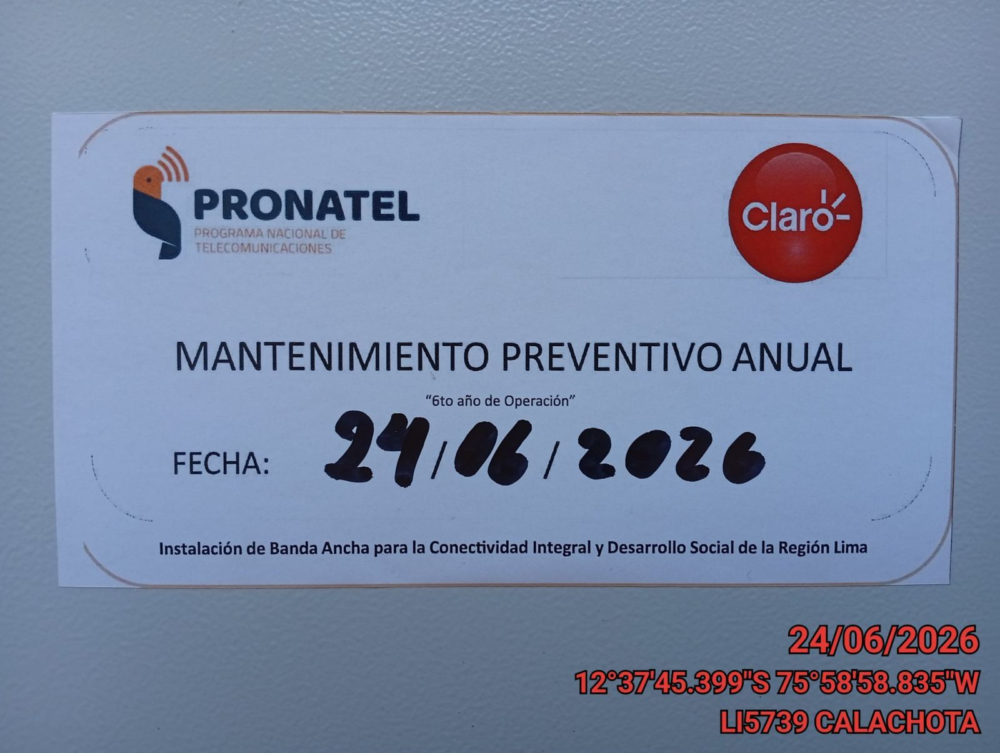 PRONATEL
PROGRAMA NACIONAL DE
TELECOMUNICACIONES
Claro
MANTENIMIENTO PREVENTIVO ANUAL
“6to año de Operación”
FECHA: 24/06/2026
Instalación de Banda Ancha para la Conectividad Integral y Desarrollo Social de la Región Lima
24/06/2026
12°37'45.399"S 75°58'58.835"W
LI5739 CALACHOTA